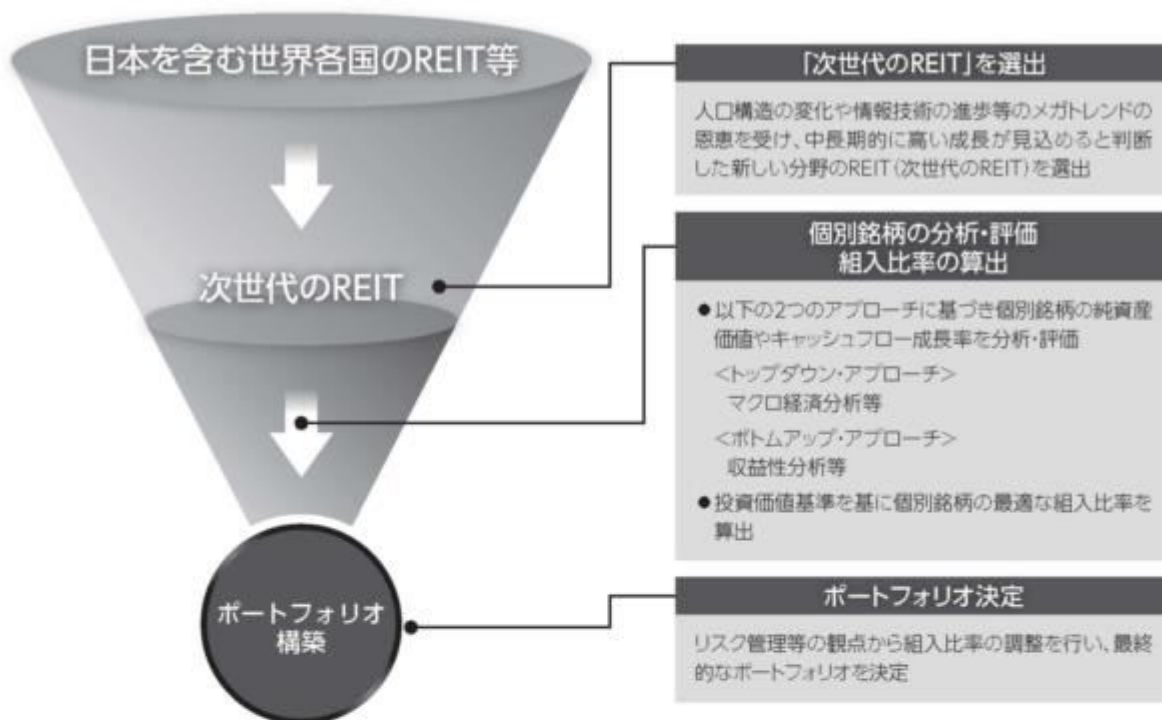 日本を含む世界各国のREIT等
次世代のREIT
ポートフォリオ
構築
「次世代のREIT」を選出
人口構造の変化や情報技術の進歩等のメガトレンドの
恩恵を受け、中長期的に高い成長が見込めると判断
した新しい分野のREIT(次世代のREIT)を選出
個別銘柄の分析・評価
組入比率の算出
●以下の2つのアプローチに基づき個別銘柄の純資産
価値やキャッシュフロー成長率を分析・評価
<トップダウン・アプローチ>
マクロ経済分析等
<ボトムアップ・アプローチ>
収益性分析等
●投資価値基準を基に個別銘柄の最適な組入比率を
算出
ポートフォリオ決定
リスク管理等の観点から組入比率の調整を行い、最終
的なポートフォリオを決定